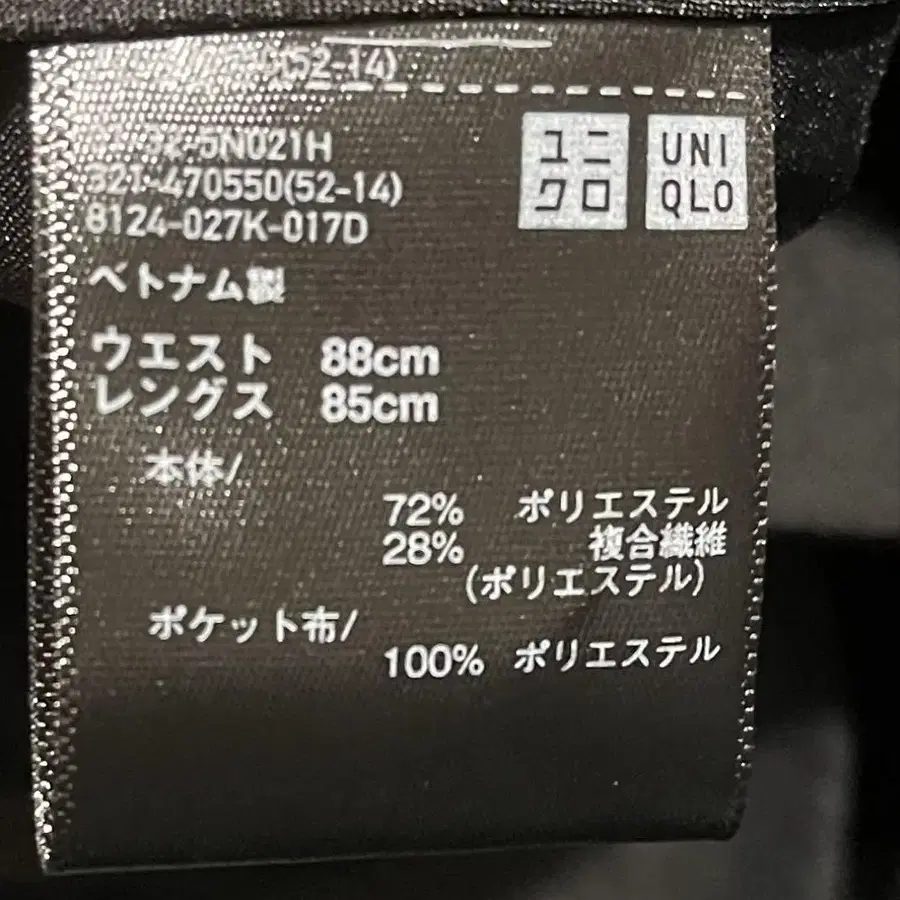 (52-14)
5N021H
321-470550(52-14)
8124-027K-017D
ユニ
クロ
UNI
QLO
ベトナム製
ウエスト 88cm
レングス 85cm
本体/
72% ポリエステル
28% 複合繊維
(ポリエステル)
ポケット布/
100% ポリエステル